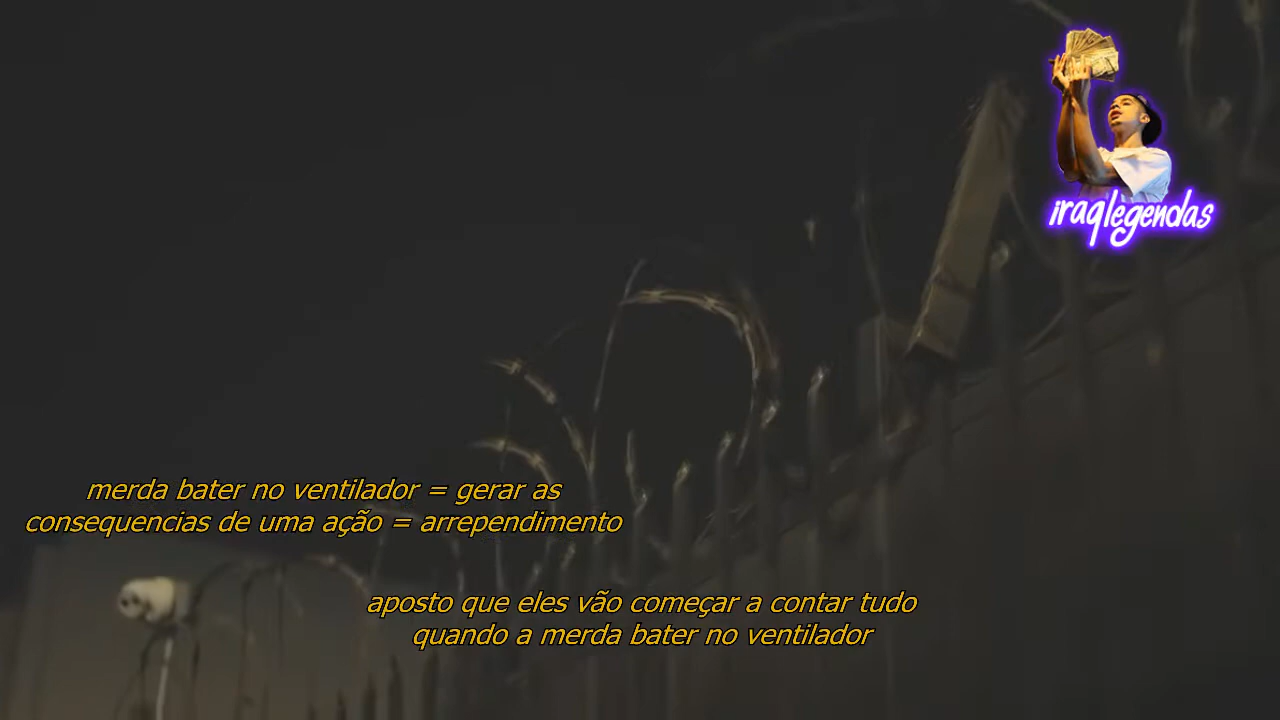 iraqlegendas
merda bater no ventilador = gerar as
consequencias de uma ação = arrependimento
aposto que eles vão começar a contar tudo
quando a merda bater no ventilador